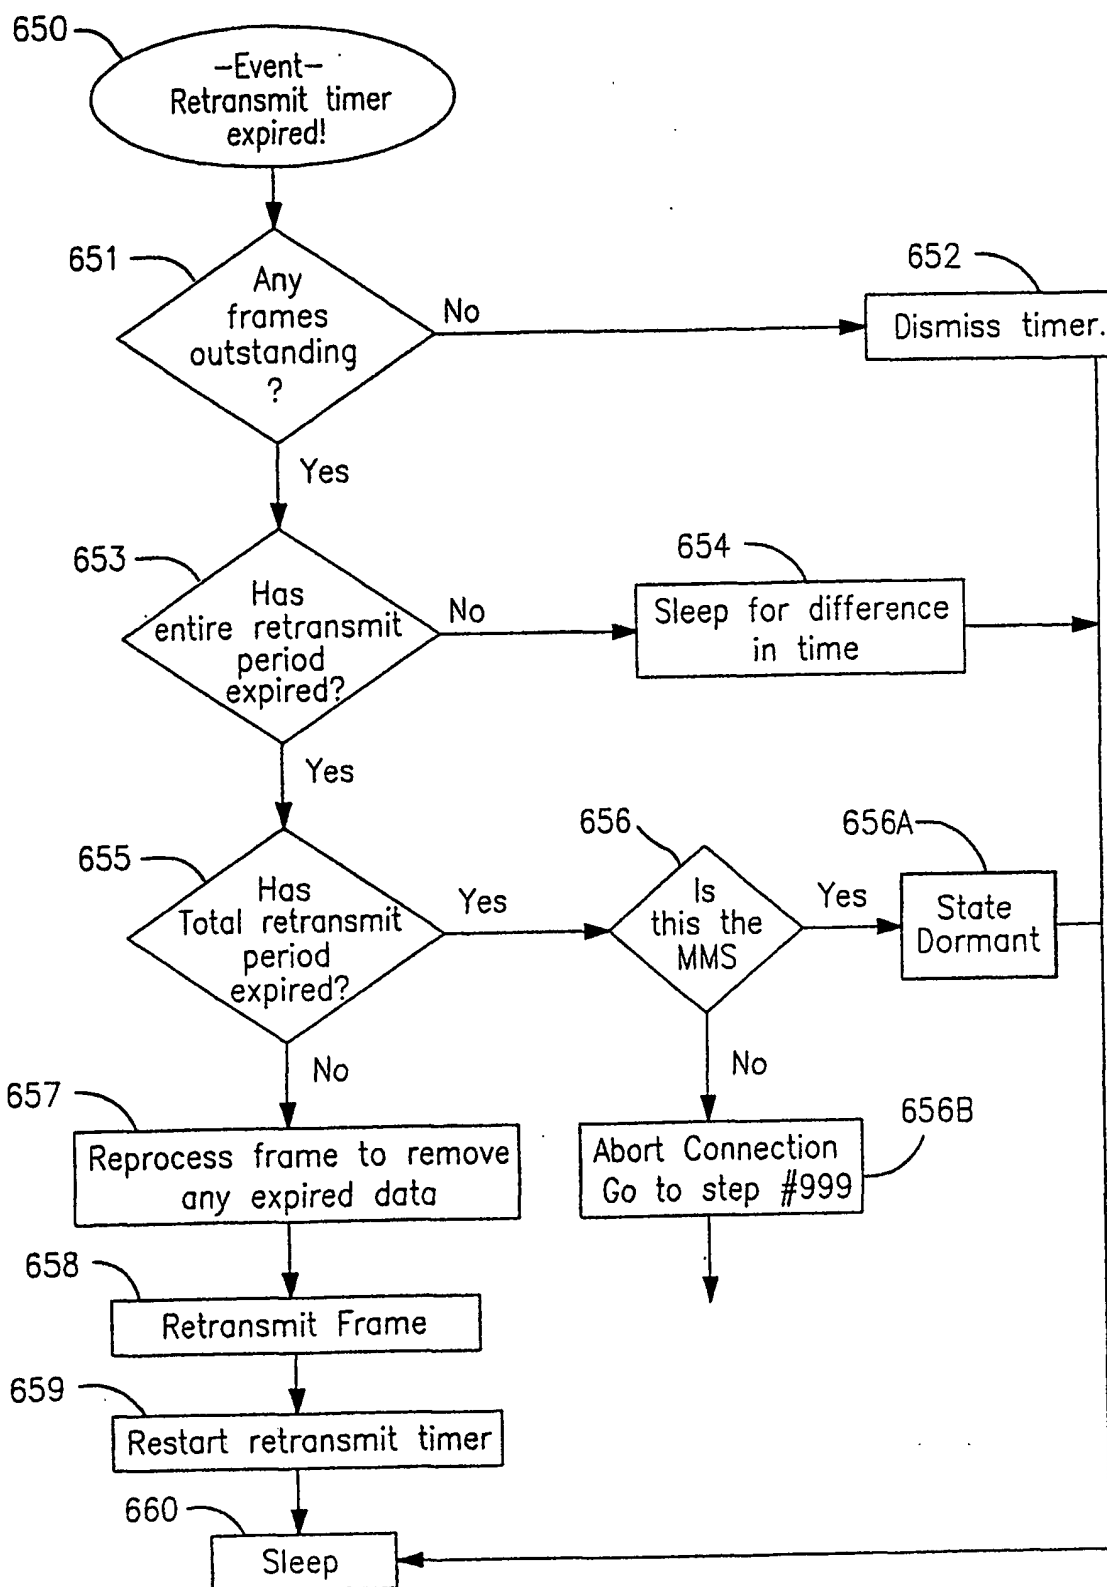 650
–Event–
Retransmit timer
expired!
651
Any
frames
outstanding
?
No
652
Dismiss timer.
Yes
653
Has
entire retransmit
period
expired?
No
654
Sleep for difference
in time
Yes
655
Has
Total retransmit
period
expired?
Yes
656
Is
this the
MMS
Yes
656A
State
Dormant
No
657
Reprocess frame to remove
any expired data
No
656B
Abort Connection
Go to step #999
658
Retransmit Frame
659
Restart retransmit timer
660
Sleep